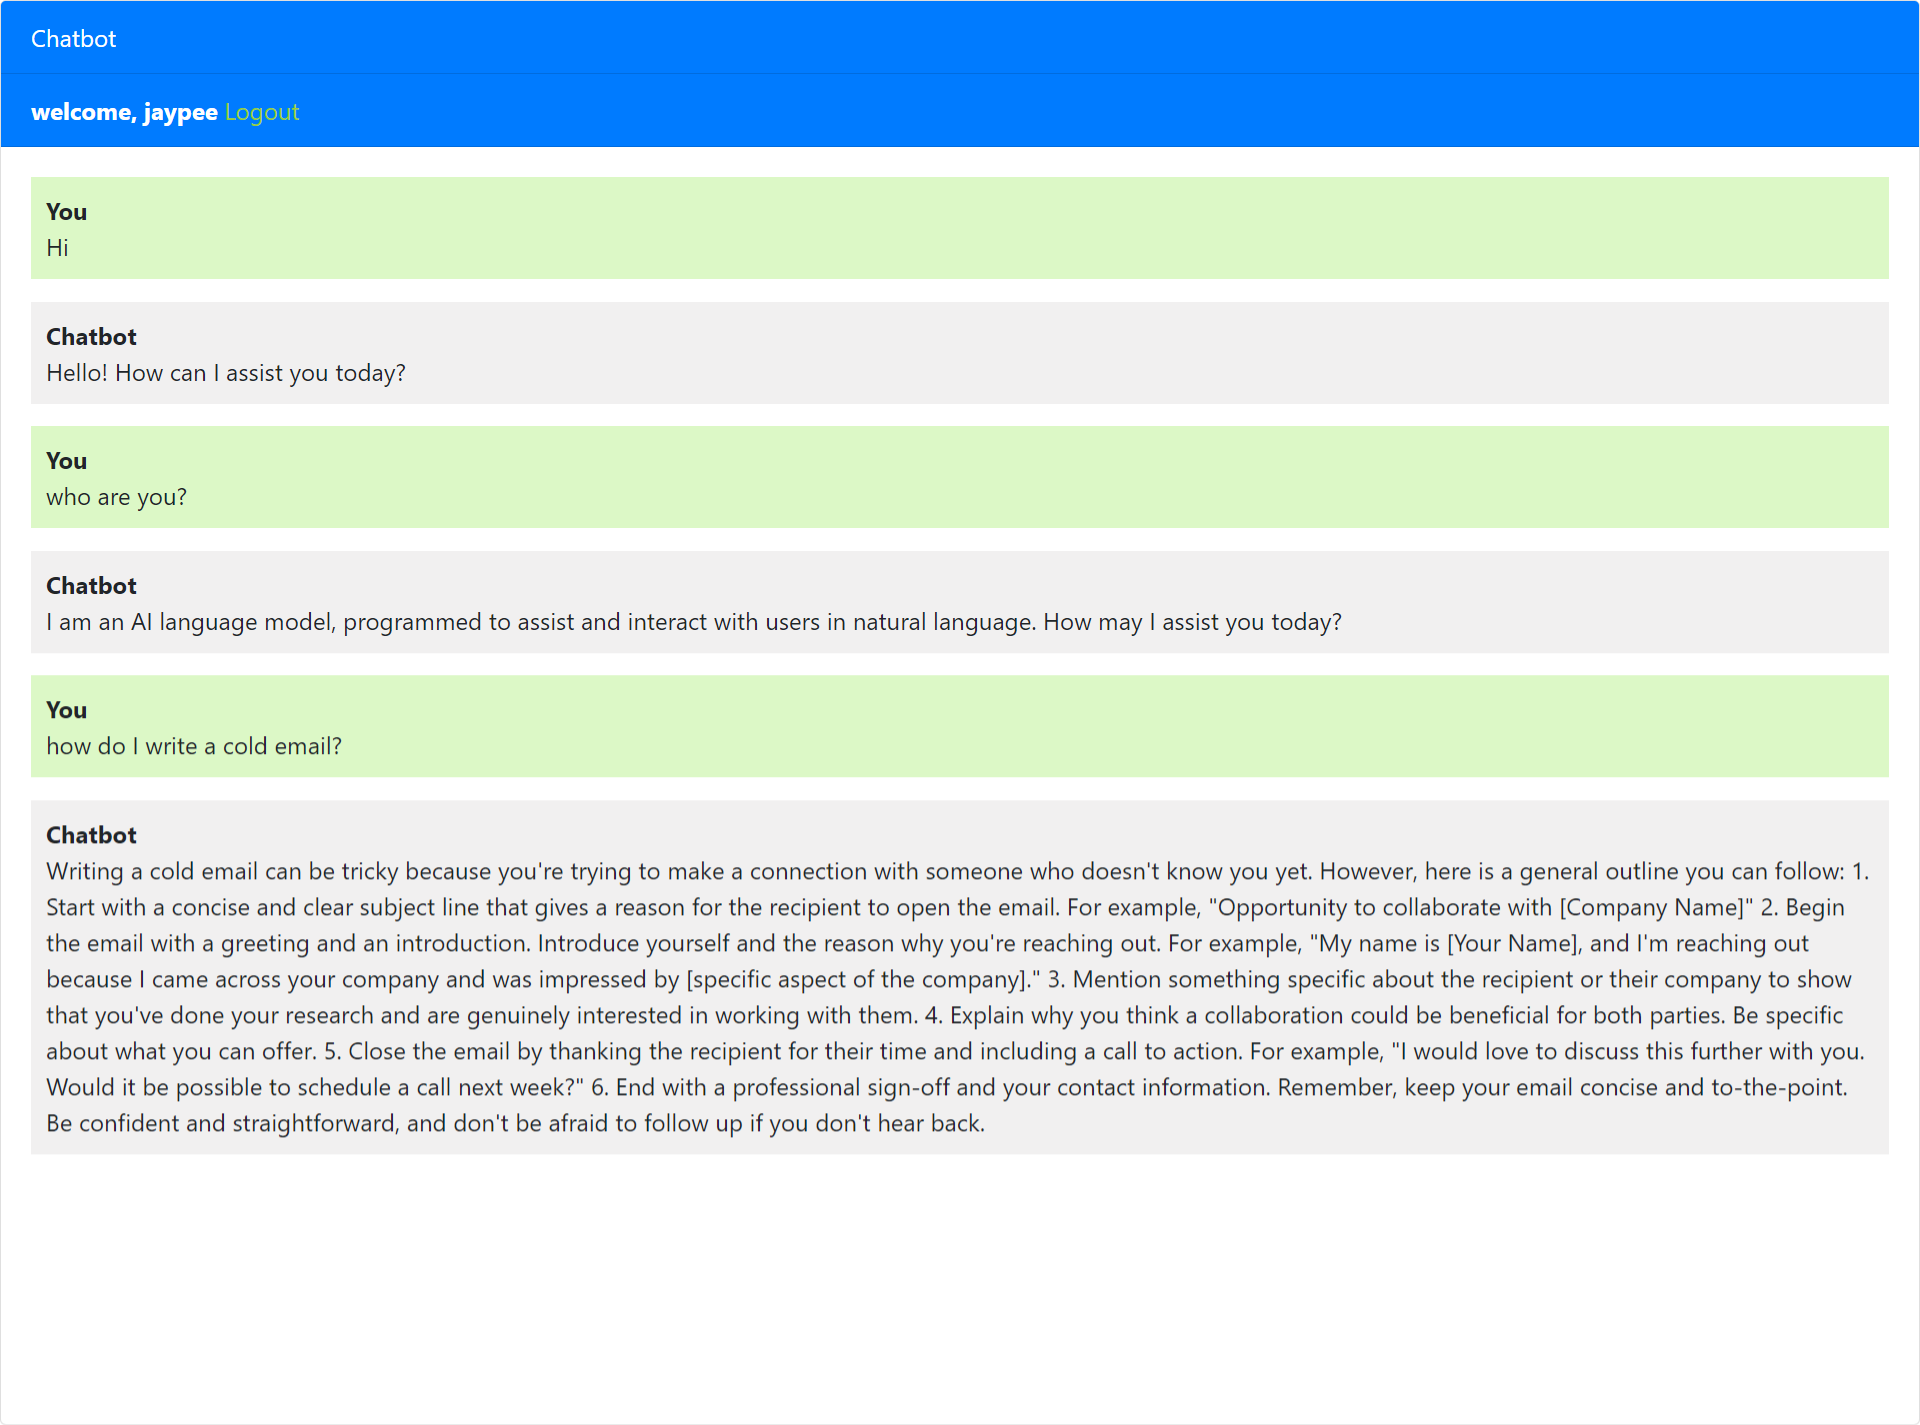 Chatbot
welcome, jaypee Logout
You
Hi
Chatbot
Hello! How can I assist you today?
You
who are you?
Chatbot
I am an AI language model, programmed to assist and interact with users in natural language. How may I assist you today?
You
how do I write a cold email?
Chatbot
Writing a cold email can be tricky because you're trying to make a connection with someone who doesn't know you yet. However, here is a general outline you can follow: 1.
Start with a concise and clear subject line that gives a reason for the recipient to open the email. For example, "Opportunity to collaborate with [Company Name]" 2. Begin
the email with a greeting and an introduction. Introduce yourself and the reason why you're reaching out. For example, "My name is [Your Name], and I'm reaching out
because I came across your company and was impressed by [specific aspect of the company]." 3. Mention something specific about the recipient or their company to show
that you've done your research and are genuinely interested in working with them. 4. Explain why you think a collaboration could be beneficial for both parties. Be specific
about what you can offer. 5. Close the email by thanking the recipient for their time and including a call to action. For example, "I would love to discuss this further with you.
Would it be possible to schedule a call next week?" 6. End with a professional sign-off and your contact information. Remember, keep your email concise and to-the-point.
Be confident and straightforward, and don't be afraid to follow up if you don't hear back.